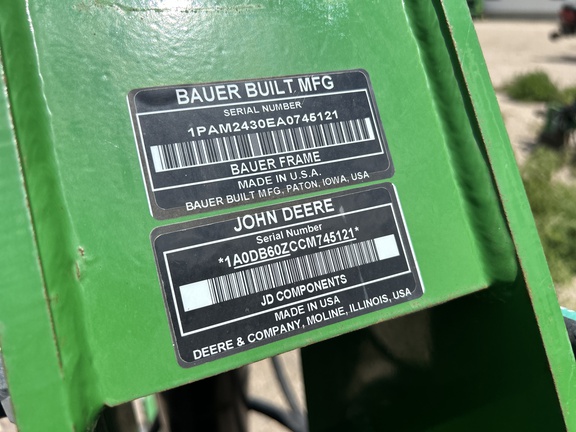 BAUER BUILT MFG
SERIAL NUMBER
1PAM2430EA0745121
BAUER FRAME
MADE IN U.S.A.
BAUER BUILT MFG, PATON, IOWA, USA
JOHN DEERE
Serial Number
*1A0DB60ZCCM745121*
JD COMPONENTS
MADE IN USA
DEERE & COMPANY, MOLINE, ILLINOIS, USA